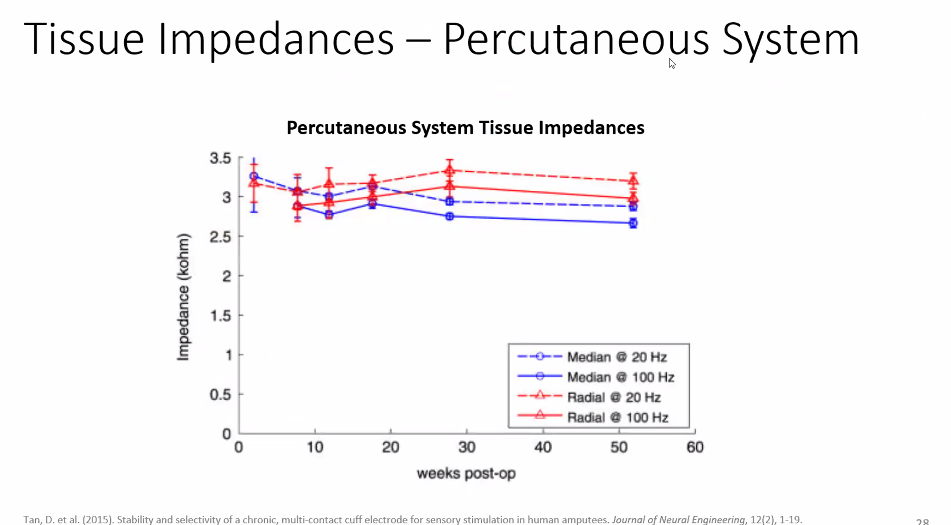 Tissue Impedances – Percutaneous System
Percutaneous System Tissue Impedances
3.5
3
2.5
2
1.5
1
0.5
0
Impedance (kohm)
Median @ 20 Hz
Median @ 100 Hz
Radial @ 20 Hz
Radial @ 100 Hz
0 10 20 30 40 50 60
weeks post-op
Tan, D. et al. (2015). Stability and selectivity of a chronic, multi-contact cuff electrode for sensory stimulation in human amputees. Journal of Neural Engineering, 12(2), 1-19.
28